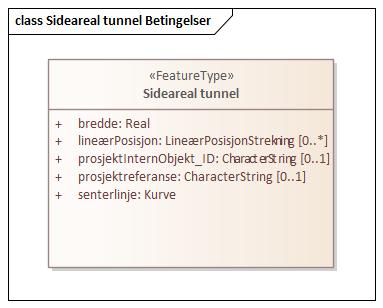 class Sideareal tunnel Betingelser
«FeatureType»
Sideareal tunnel
+ bredde: Real
+ lineærPosisjon: LineærPosisjonStrekning [0..*]
+ prosjektInternObjekt_ID: CharacterString [0..1]
+ prosjektreferanse: CharacterString [0..1]
+ senterlinje: Kurve